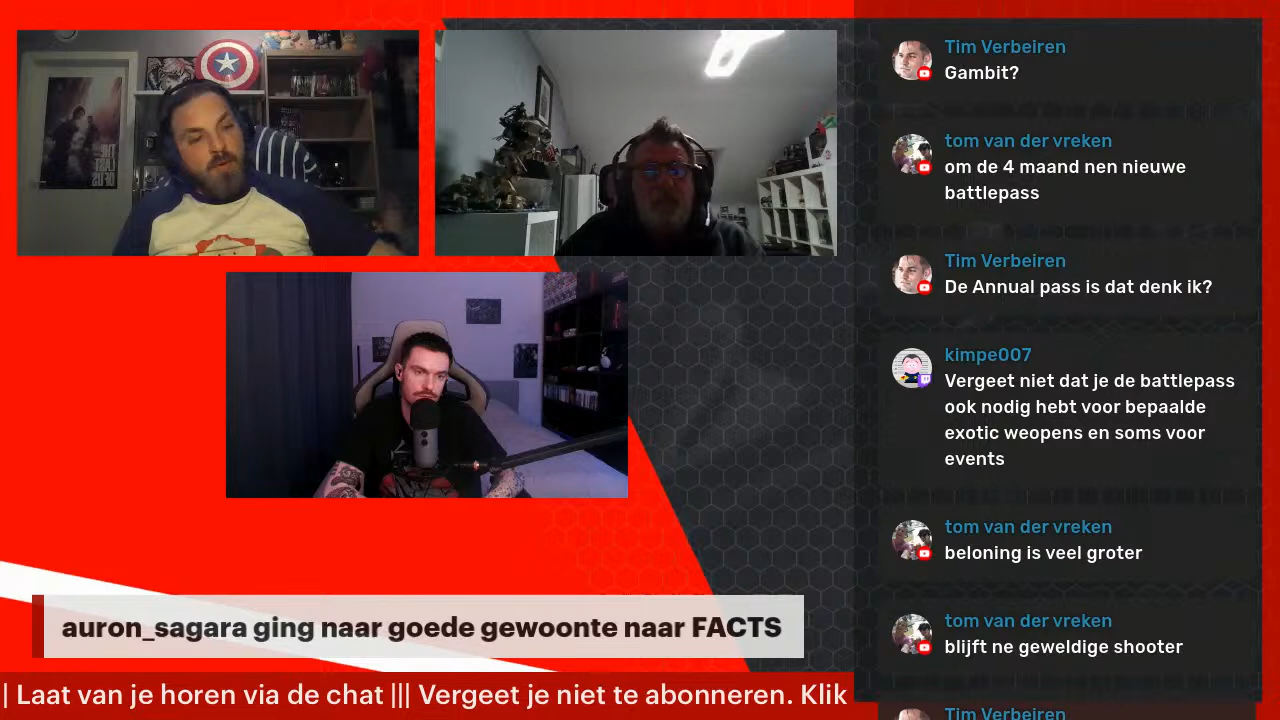 THE
LAST
OF US
auron_sagara ging naar goede gewoonte naar FACTS
| Laat van je horen via de chat ||| Vergeet je niet te abonneren. Klik
Tim Verbeiren
Gambit?
tom van der vreken
om de 4 maand nen nieuwe
battlepass
Tim Verbeiren
De Annual pass is dat denk ik?
kimpe007
Vergeet niet dat je de battlepass
ook nodig hebt voor bepaalde
exotic weopens en soms voor
events
tom van der vreken
beloning is veel groter
tom van der vreken
blijft ne geweldige shooter
Tim Verbeiren